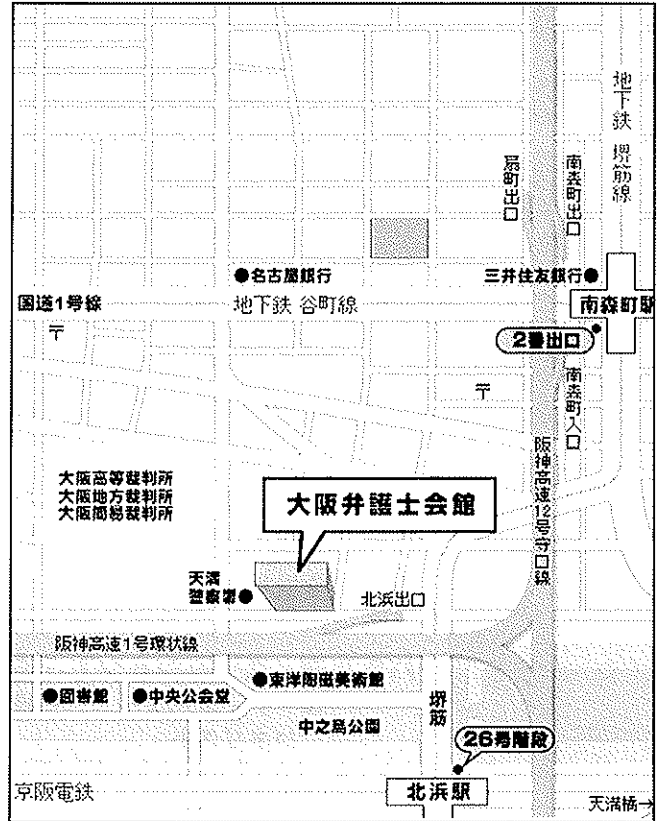 地下鉄 堺筋線
扇町出口
南森町出口
●名古屋銀行
三井住友銀行●
国道1号線
地下鉄 谷町線
南森町駅
〒
2番出口
南森町入口
〒
阪神高速12号守口線
大阪高等裁判所
大阪地方裁判所
大阪簡易裁判所
大阪弁護士会館
天満
警察署●
北浜出口
阪神高速1号環状線
●東洋陶磁美術館
●図書館
●中央公会堂
堺筋
中之島公園
26号階段
京阪電鉄
北浜駅
天満橋→